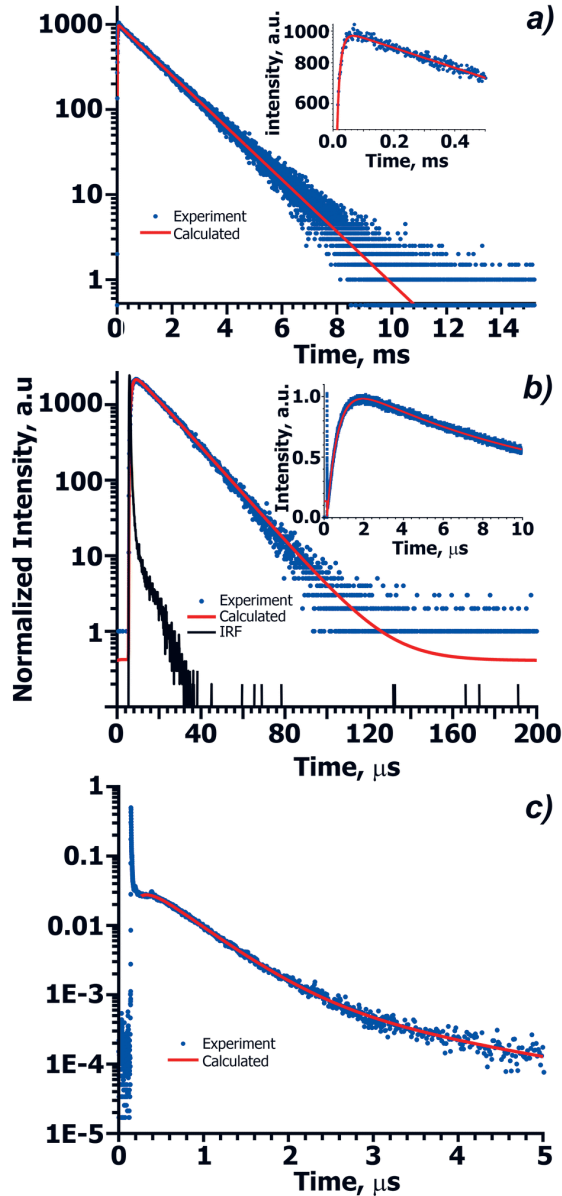 a)
1000
100
10
1
0 2 4 6 8 10 12 14
Time, ms
Experiment
Calculated
intensity, a.u.
1000
800
600
0.0 0.2 0.4
Time, ms
Normalized Intensity, a.u
b)
1000
100
10
1
0 40 80 120 160 200
Time, μs
Experiment
Calculated
IRF
Intensity, a.u.
1.0
0.5
0.0
0 2 4 6 8 10
Time, μs
c)
1
0.1
0.01
1E-3
1E-4
1E-5
0 1 2 3 4 5
Time, μs
Experiment
Calculated